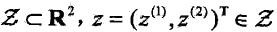 𝒵 ⊂ R², z = (z⁽¹⁾, z⁽²⁾)ᵀ ∈ 𝒵